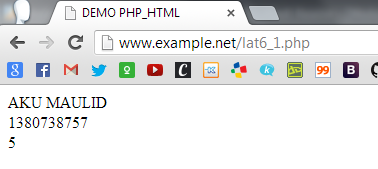 DEMO PHP_HTML
www.example.net/lat6_1.php
AKU MAULID
1380738757
5